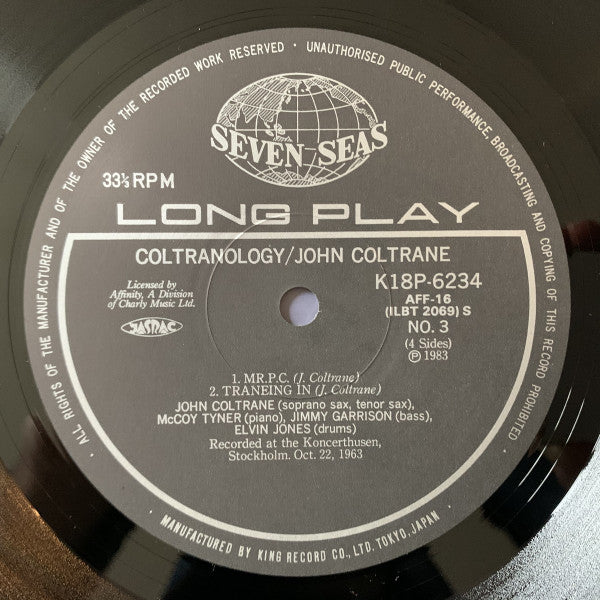 · ALL RIGHTS OF THE MANUFACTURER AND OF THE OWNER OF THE RECORDED WORK RESERVED · UNAUTHORISED PUBLIC PERFORMANCE, BROADCASTING AND COPYING OF THIS RECORD PROHIBITED ·
SEVEN SEAS
33⅓ RPM
LONG PLAY
COLTRANOLOGY/JOHN COLTRANE
Licensed by
Affinity, A Division
of Charly Music Ltd.
JASRAC
K18P-6234
AFF-16
(ILBT 2069) S
NO. 3
(4 Sides)
Ⓟ 1983
1. MR.P.C. (J. Coltrane)
2. TRANEING IN (J. Coltrane)
JOHN COLTRANE (soprano sax, tenor sax),
McCOY TYNER (piano), JIMMY GARRISON (bass),
ELVIN JONES (drums)
Recorded at the Koncerthusen,
Stockholm. Oct. 22, 1963
· MANUFACTURED BY KING RECORD CO., LTD. TOKYO, JAPAN ·